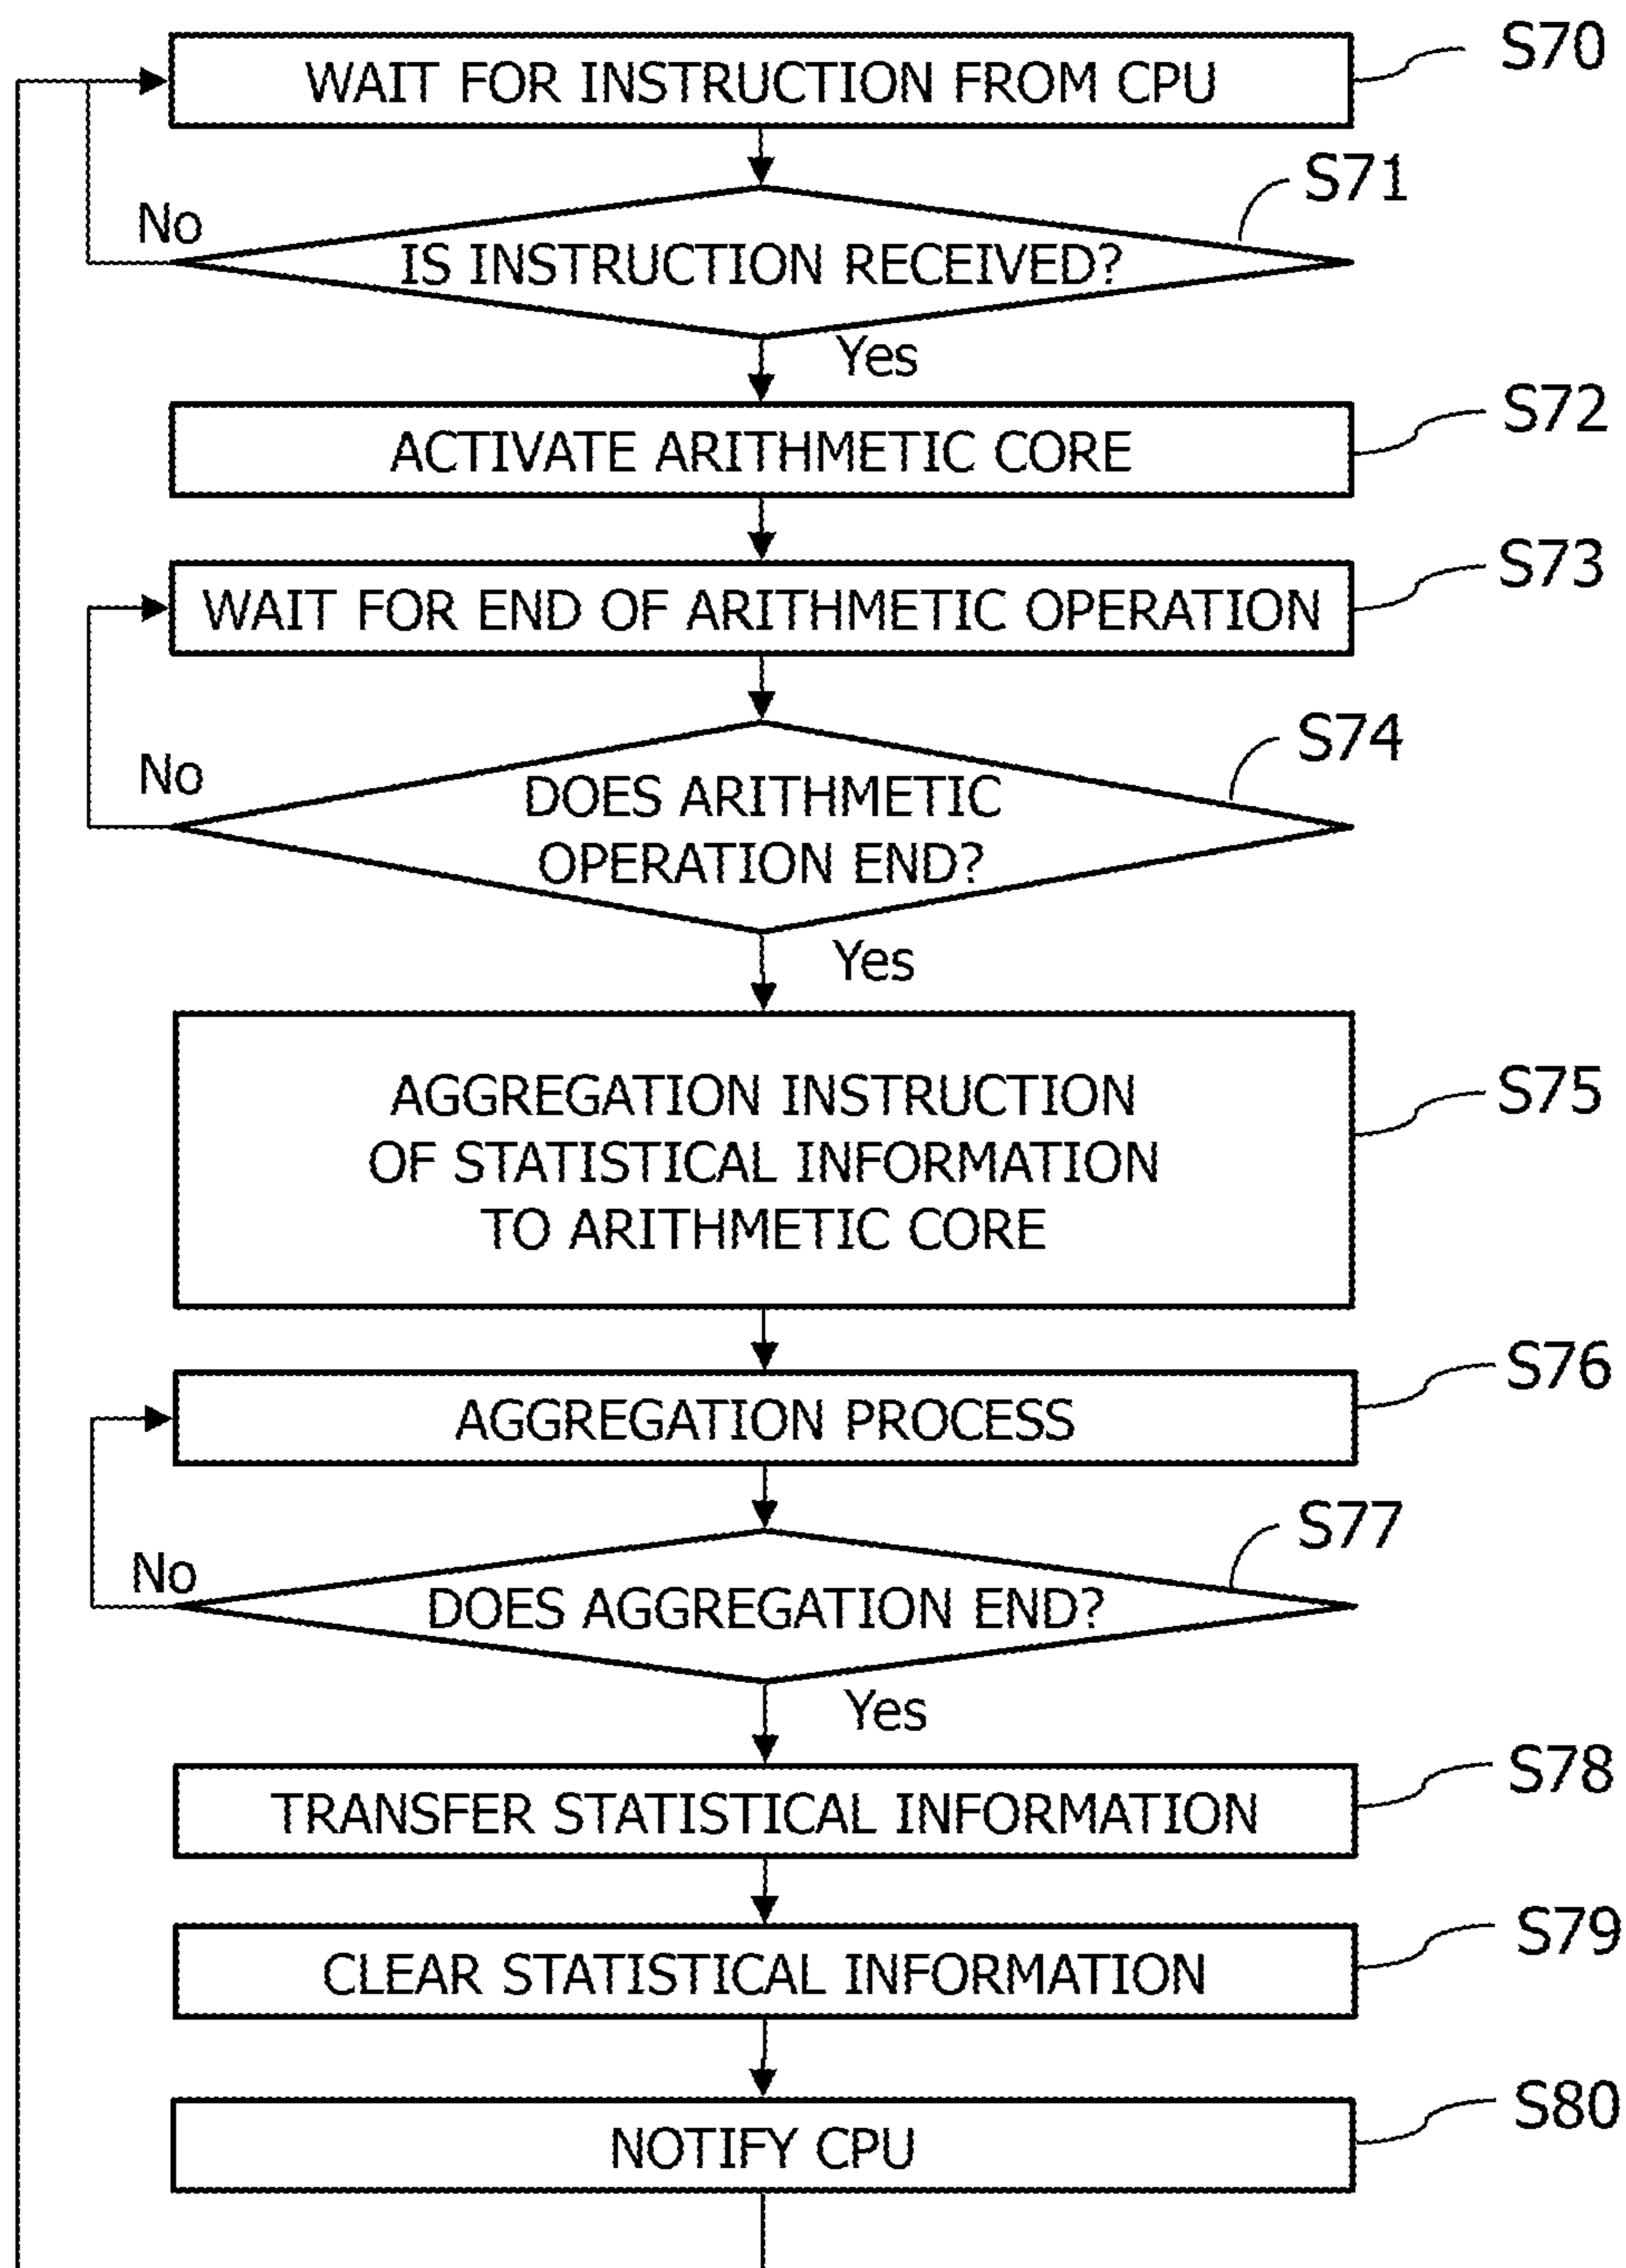 WAIT FOR INSTRUCTION FROM CPU
S70
S71
No
IS INSTRUCTION RECEIVED?
Yes
ACTIVATE ARITHMETIC CORE
S72
WAIT FOR END OF ARITHMETIC OPERATION
S73
S74
No
DOES ARITHMETIC
OPERATION END?
Yes
AGGREGATION INSTRUCTION
OF STATISTICAL INFORMATION
TO ARITHMETIC CORE
S75
AGGREGATION PROCESS
S76
S77
No
DOES AGGREGATION END?
Yes
TRANSFER STATISTICAL INFORMATION
S78
CLEAR STATISTICAL INFORMATION
S79
NOTIFY CPU
S80